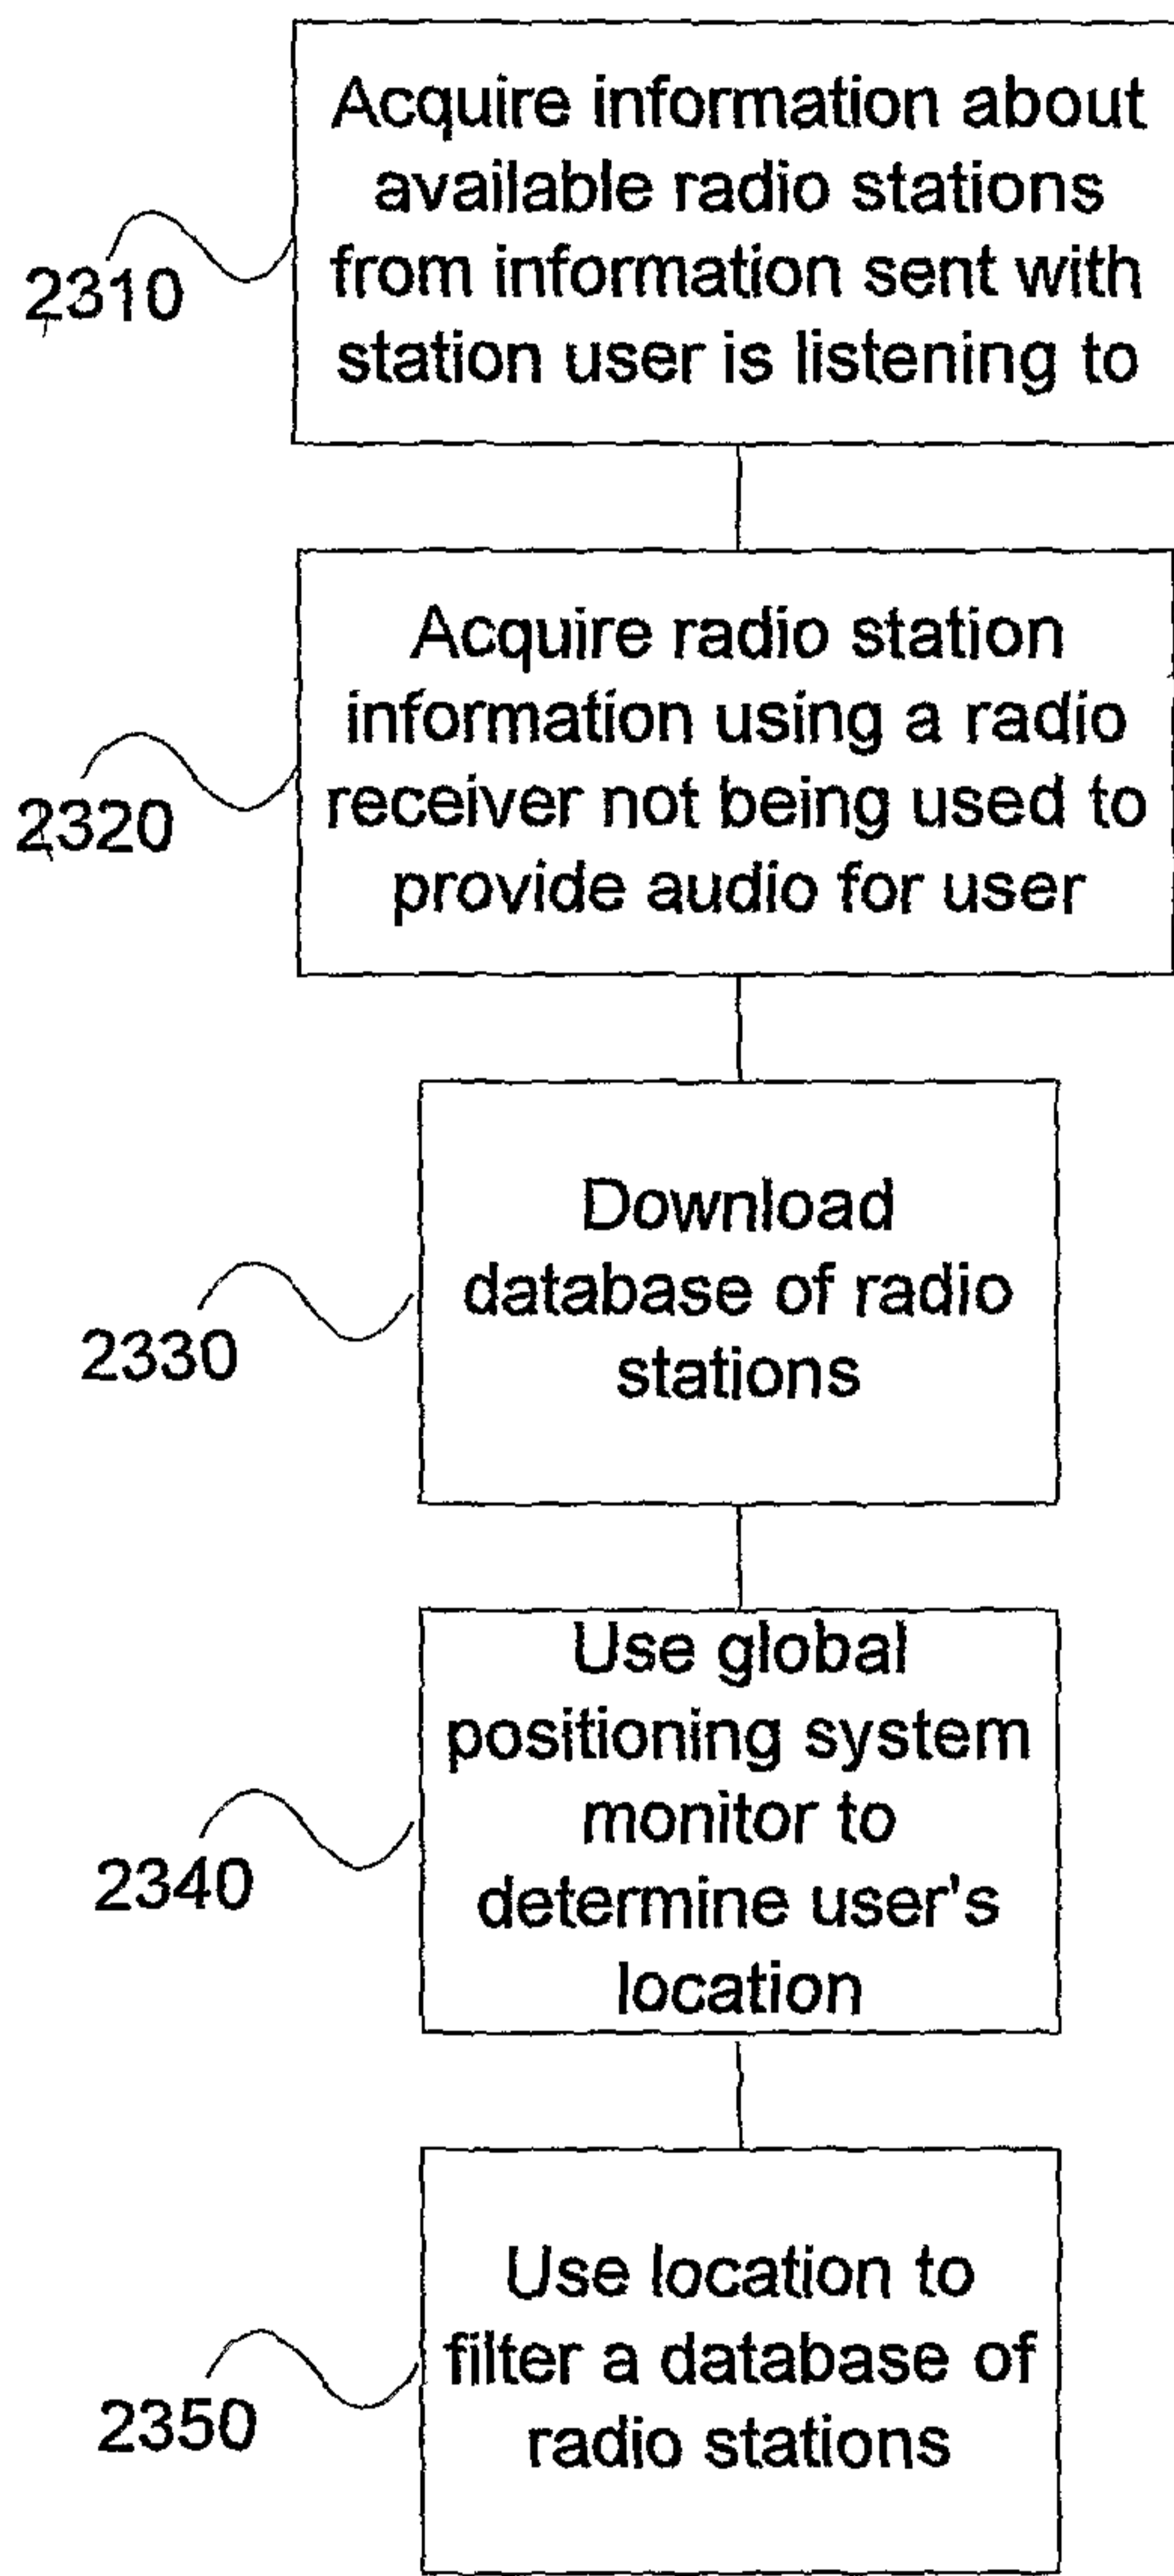 Acquire information about
available radio stations
from information sent with
station user is listening to
2310
Acquire radio station
information using a radio
receiver not being used to
provide audio for user
2320
Download
database of radio
stations
2330
Use global
positioning system
monitor to
determine user's
location
2340
Use location to
filter a database of
radio stations
2350